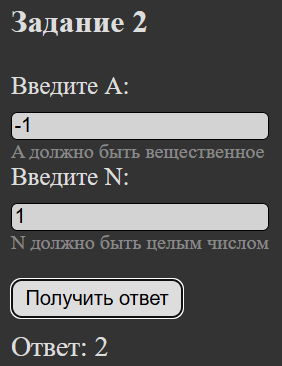 Задание 2
Введите A:
-1
A должно быть вещественное
Введите N:
1
N должно быть целым числом
Получить ответ
Ответ: 2